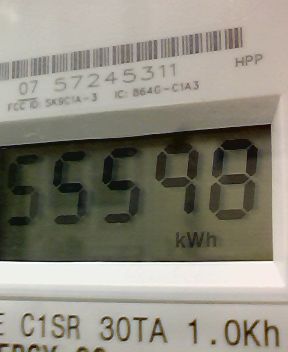 HPP
07 57245311
FCC ID: SK9C1A-3 IC: 864G-C1A3
55598
kWh
E C1SR 30TA 1.0Kh